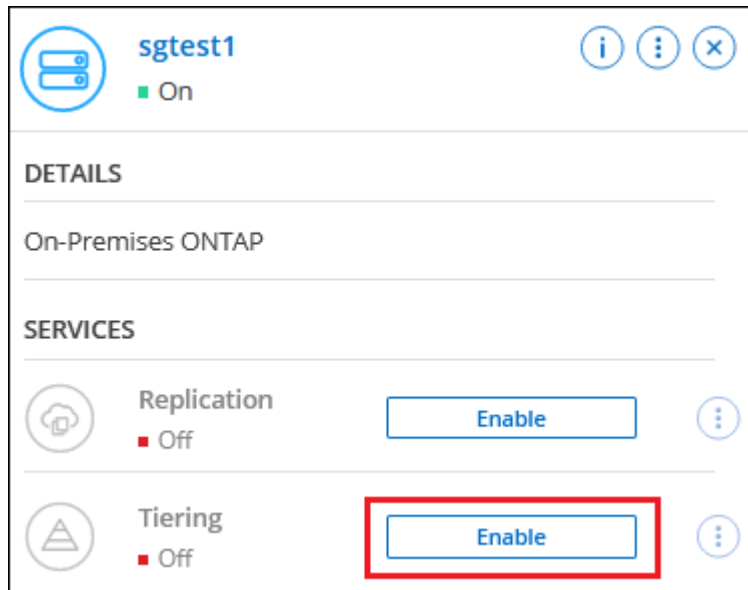 sgtest1
On
DETAILS
On-Premises ONTAP
SERVICES
Replication
Off
Enable
Tiering
Off
Enable